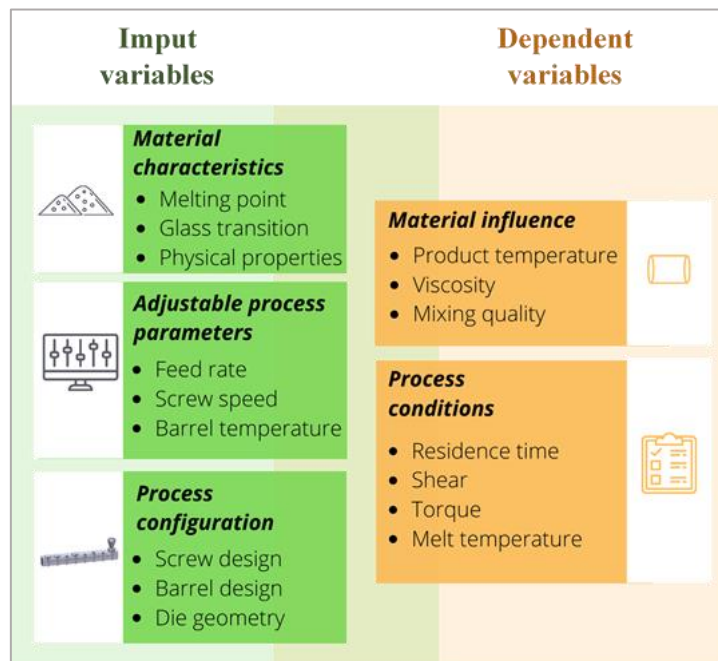 Imput
variables
Material
characteristics
• Melting point
• Glass transition
• Physical properties
Adjustable process
parameters
• Feed rate
• Screw speed
• Barrel temperature
Process
configuration
• Screw design
• Barrel design
• Die geometry
Dependent
variables
Material influence
• Product temperature
• Viscosity
• Mixing quality
Process
conditions
• Residence time
• Shear
• Torque
• Melt temperature